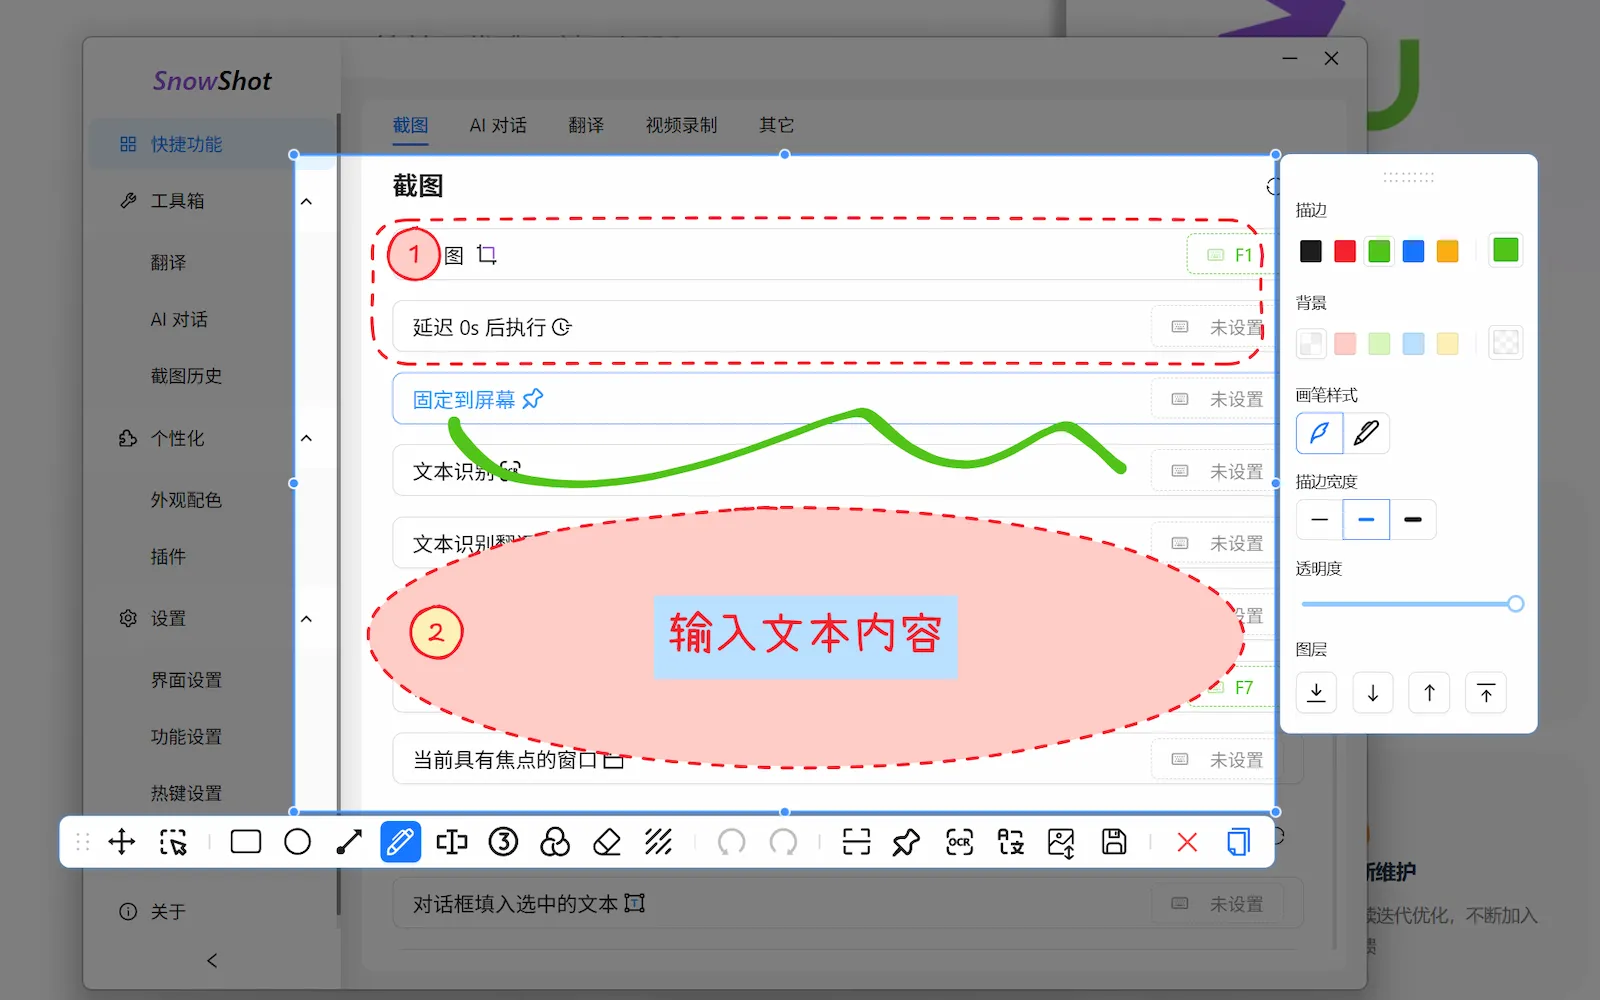 SnowShot
快捷功能
工具箱
翻译
AI 对话
截图历史
个性化
外观配色
插件
设置
界面设置
功能设置
热键设置
关于
截图 AI 对话 翻译 视频录制 其它
截图
1 图 F1
延迟 0s 后执行 未设置
固定到屏幕 未设置
文本识别 OCR 未设置
文本识别翻 未设置
置
2
输入文本内容
F7
当前具有焦点的窗口 未设置
3 OCR
对话框填入选中的文本 T 未设置
描边
背景
画笔样式
描边宽度
透明度
图层
维护
迭代优化，不断加入